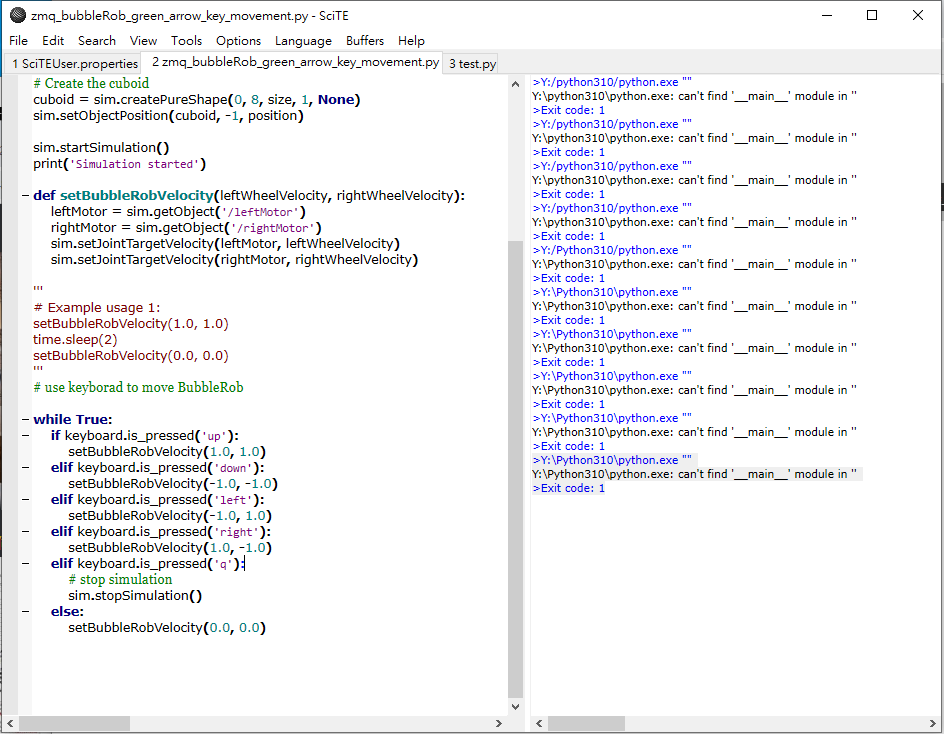 zmq_bubbleRob_green_arrow_key_movement.py - SciTE
File Edit Search View Tools Options Language Buffers Help
1 SciTEUser.properties 2 zmq_bubbleRob_green_arrow_key_movement.py 3 test.py
# Create the cuboid
cuboid = sim.createPureShape(0, 8, size, 1, None)
sim.setObjectPosition(cuboid, -1, position)
sim.startSimulation()
print('Simulation started')
def setBubbleRobVelocity(leftWheelVelocity, rightWheelVelocity):
leftMotor = sim.getObject('/leftMotor')
rightMotor = sim.getObject('/rightMotor')
sim.setJointTargetVelocity(leftMotor, leftWheelVelocity)
sim.setJointTargetVelocity(rightMotor, rightWheelVelocity)
'''
# Example usage 1:
setBubbleRobVelocity(1.0, 1.0)
time.sleep(2)
setBubbleRobVelocity(0.0, 0.0)
'''
# use keyborad to move BubbleRob
while True:
if keyboard.is_pressed('up'):
setBubbleRobVelocity(1.0, 1.0)
elif keyboard.is_pressed('down'):
setBubbleRobVelocity(-1.0, -1.0)
elif keyboard.is_pressed('left'):
setBubbleRobVelocity(-1.0, 1.0)
elif keyboard.is_pressed('right'):
setBubbleRobVelocity(1.0, -1.0)
elif keyboard.is_pressed('q'):
# stop simulation
sim.stopSimulation()
else:
setBubbleRobVelocity(0.0, 0.0)
>Y:/python310/python.exe ""
Y:\python310\python.exe: can't find '__main__' module in ''
>Exit code: 1
>Y:/python310/python.exe ""
Y:\python310\python.exe: can't find '__main__' module in ''
>Exit code: 1
>Y:/python310/python.exe ""
Y:\python310\python.exe: can't find '__main__' module in ''
>Exit code: 1
>Y:/python310/python.exe ""
Y:\python310\python.exe: can't find '__main__' module in ''
>Exit code: 1
>Y:/Python310/python.exe ""
Y:\Python310\python.exe: can't find '__main__' module in ''
>Exit code: 1
>Y:\Python310\python.exe ""
Y:\Python310\python.exe: can't find '__main__' module in ''
>Exit code: 1
>Y:\Python310\python.exe ""
Y:\Python310\python.exe: can't find '__main__' module in ''
>Exit code: 1
>Y:\Python310\python.exe ""
Y:\Python310\python.exe: can't find '__main__' module in ''
>Exit code: 1
>Y:\Python310\python.exe ""
Y:\Python310\python.exe: can't find '__main__' module in ''
>Exit code: 1
>Y:\Python310\python.exe ""
Y:\Python310\python.exe: can't find '__main__' module in ''
>Exit code: 1